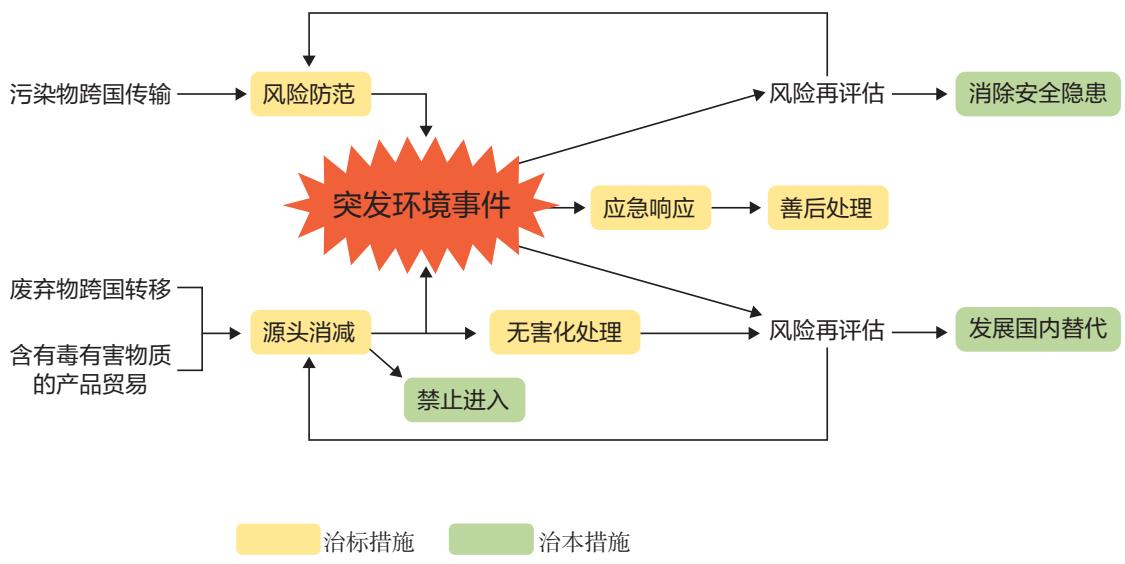 污染物跨国传输
风险防范
风险再评估
消除安全隐患
突发环境事件
应急响应
善后处理
废弃物跨国转移
含有毒有害物质
的产品贸易
源头消减
无害化处理
风险再评估
发展国内替代
禁止进入
治标措施
治本措施